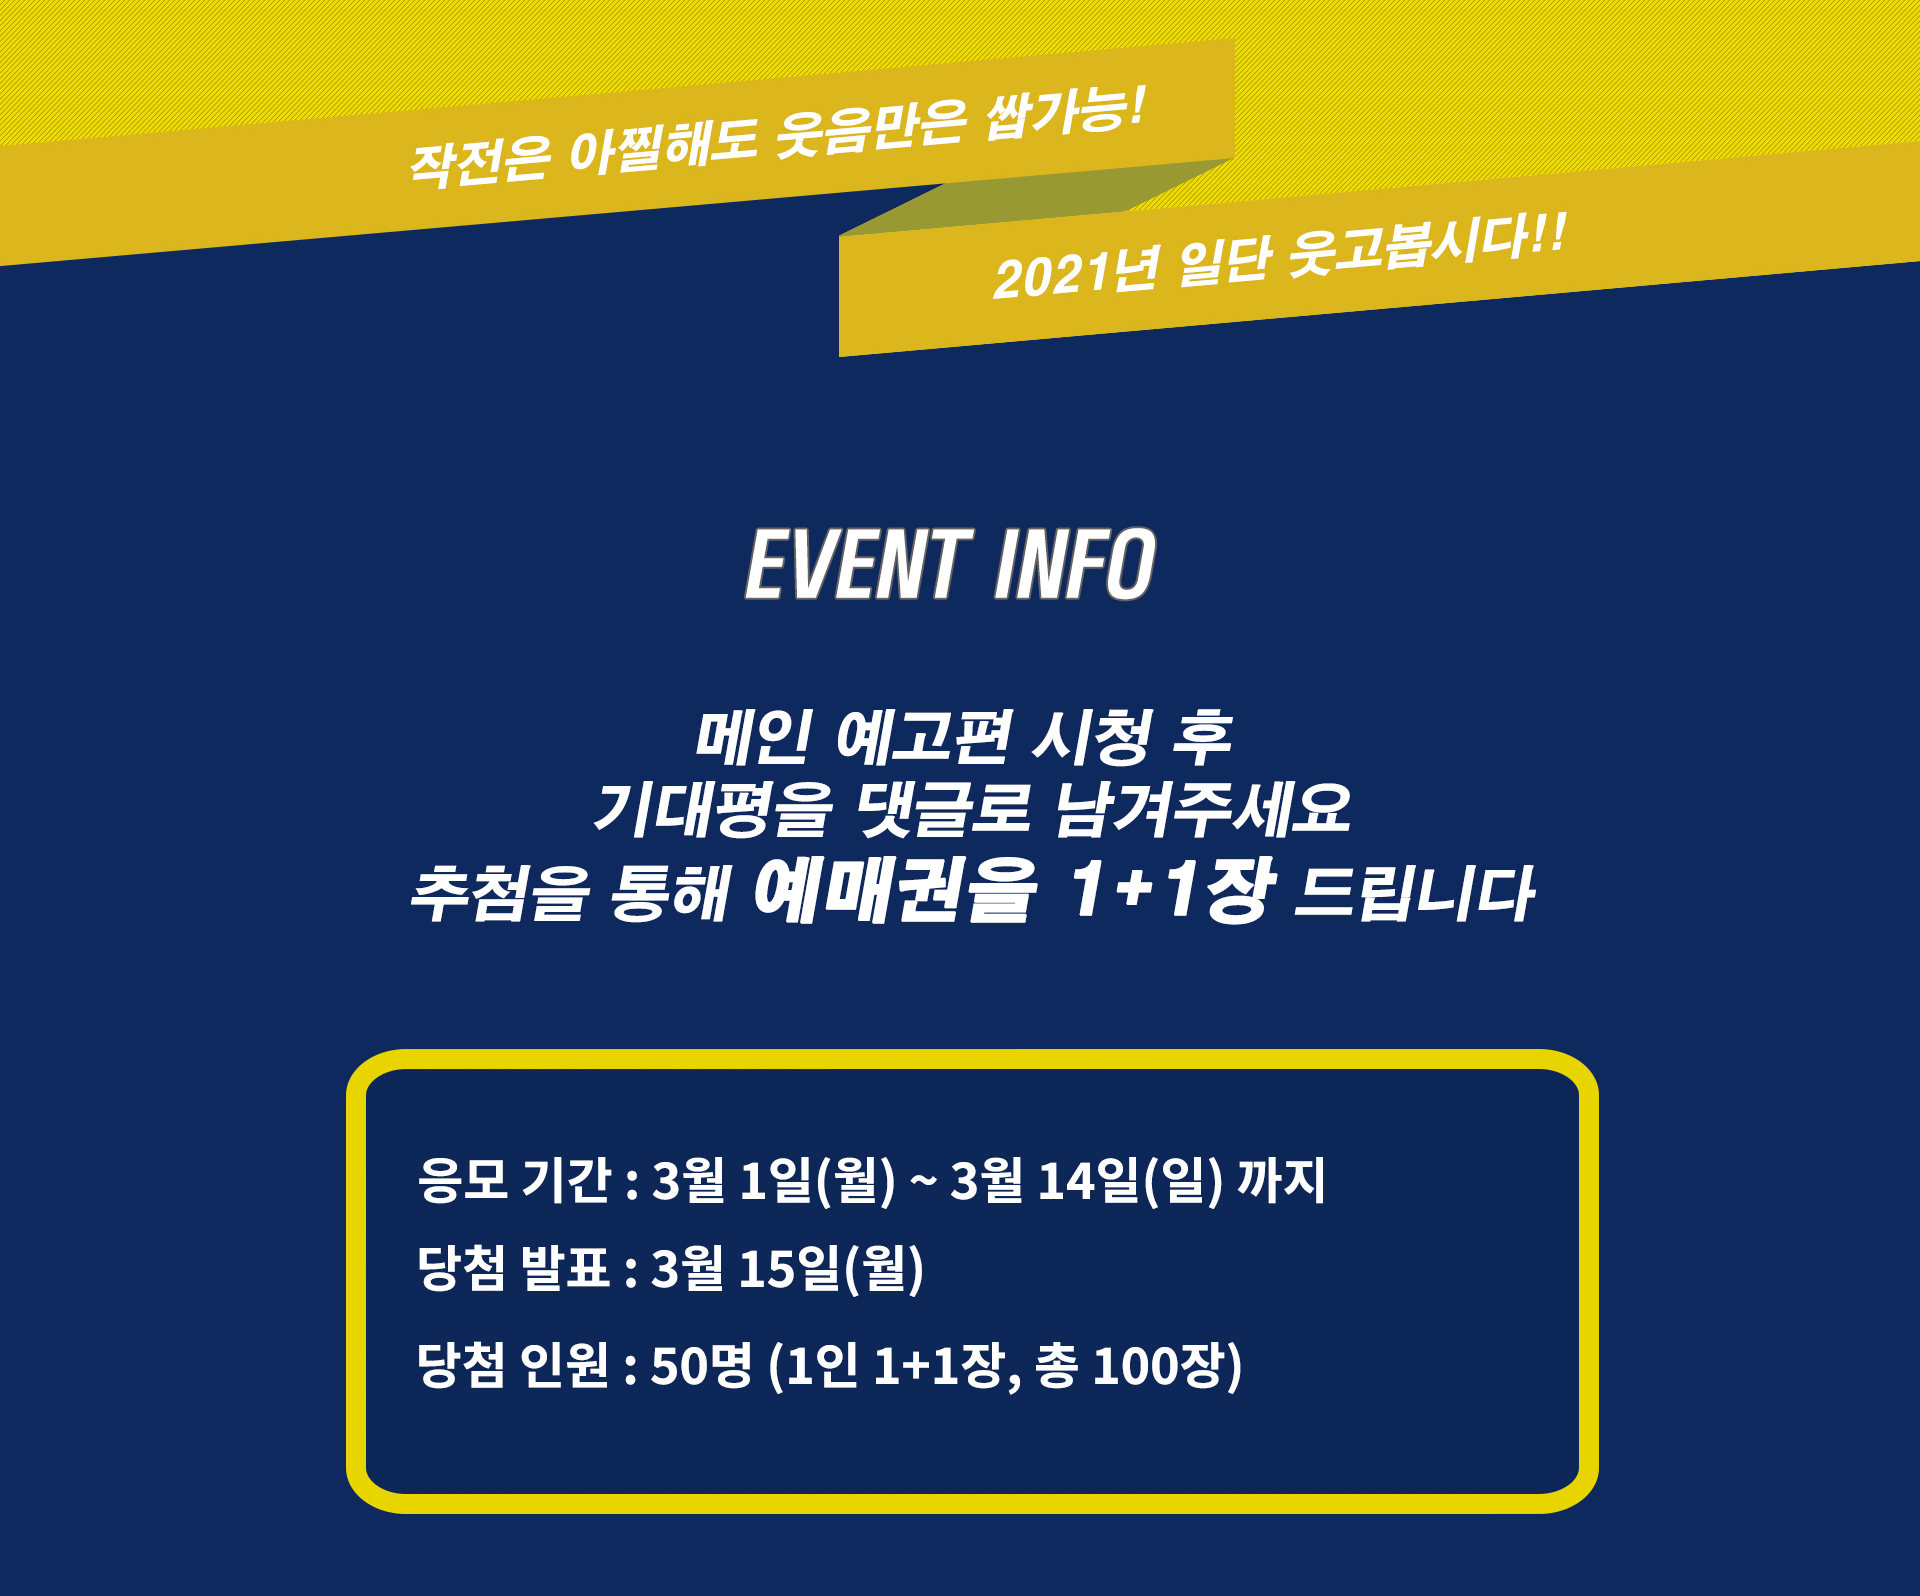 작전은 아찔해도 웃음만은 쌉가능!
2021년 일단 웃고봅시다!!
EVENT INFO
메인 예고편 시청 후
기대평을 댓글로 남겨주세요
추첨을 통해 예매권을 1+1장 드립니다
응모 기간 : 3월 1일(월) ~ 3월 14일(일) 까지
당첨 발표 : 3월 15일(월)
당첨 인원 : 50명 (1인 1+1장, 총 100장)